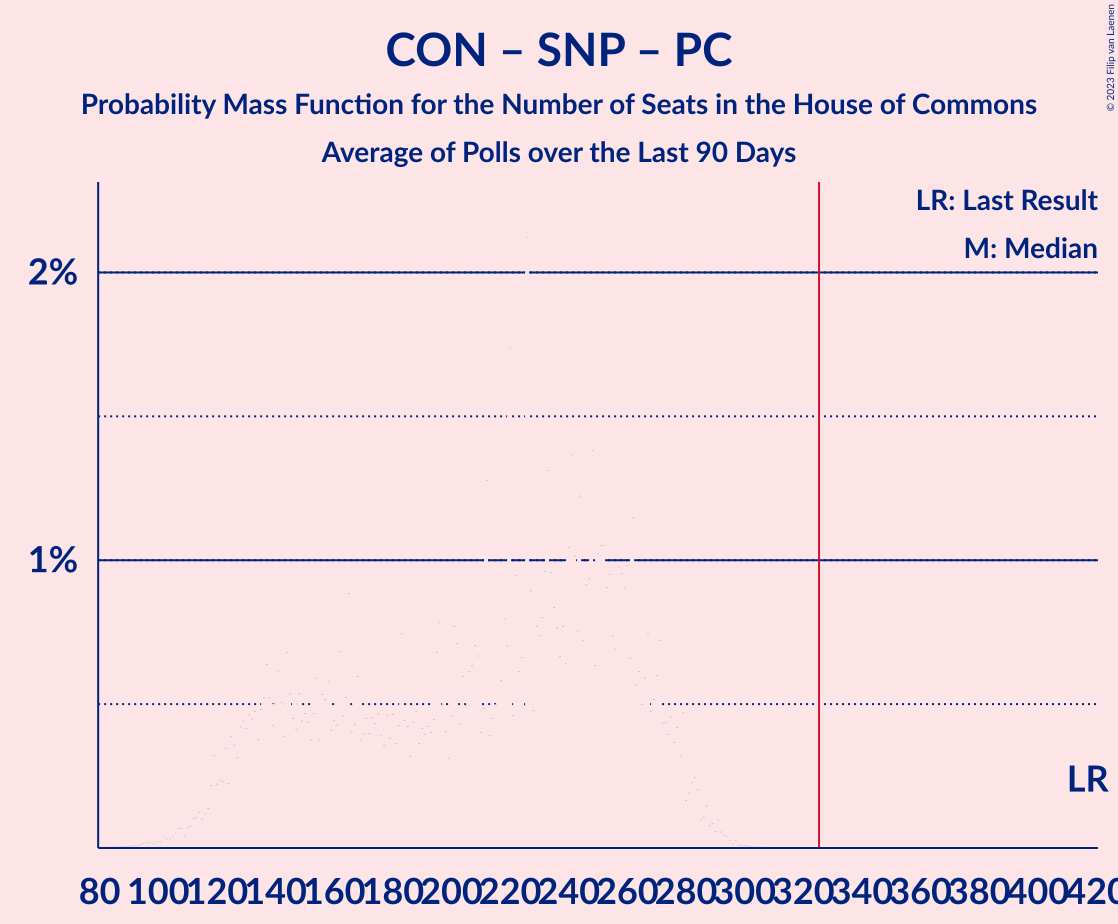 CON – SNP – PC
Probability Mass Function for the Number of Seats in the House of Commons
Average of Polls over the Last 90 Days
© 2023 Filip van Laenen
LR: Last Result
M: Median
2%
1%
LR
80 100 120 140 160 180 200 220 240 260 280 300 320 340 360 380 400 420